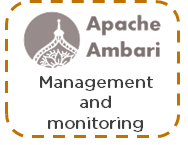 Apache
Ambari
Management
and
monitoring